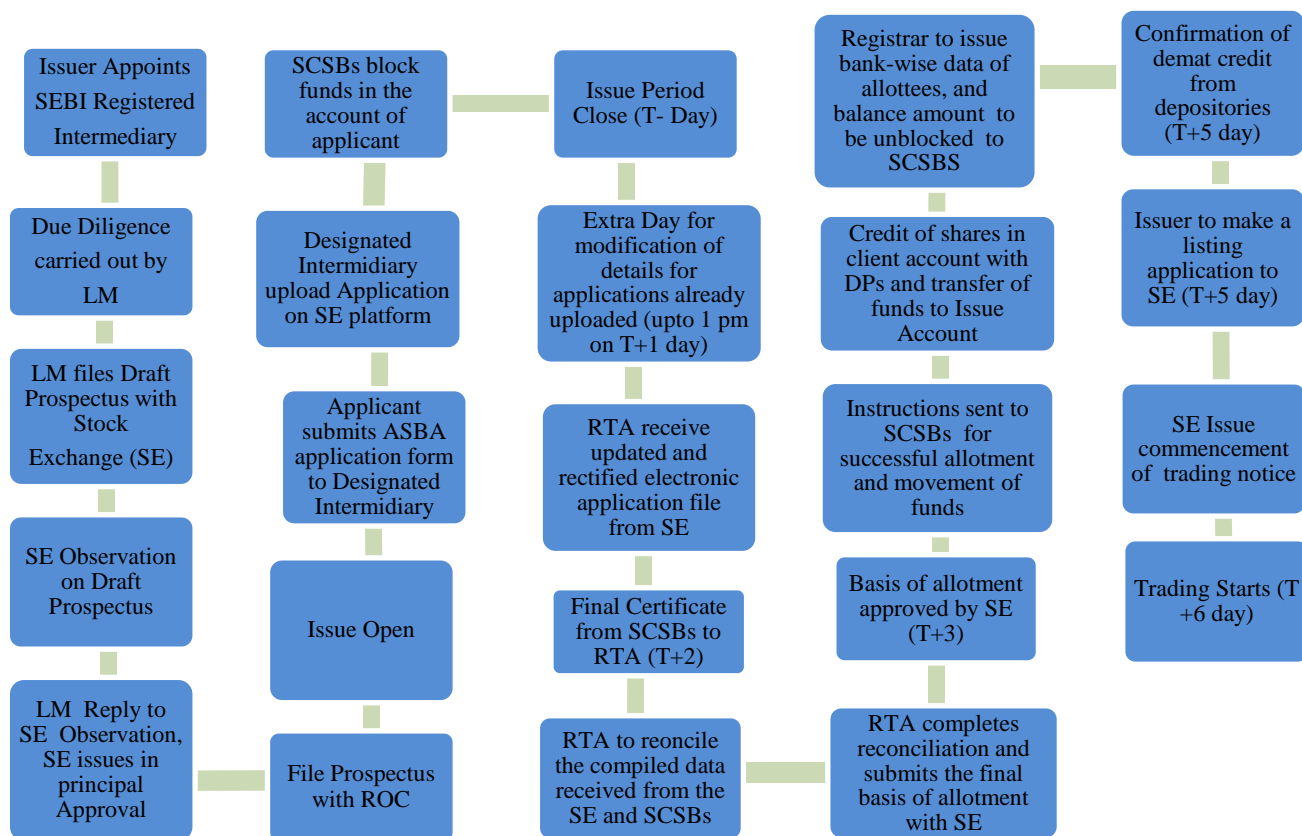 Issuer Appoints
SEBI Registered
Intermediary
Due Diligence
carried out by
LM
LM files Draft
Prospectus with
Stock
Exchange (SE)
SE Observation
on Draft
Prospectus
LM Reply to
SE Observation,
SE issues in
principal
Approval
File Prospectus
with ROC
Issue Open
Applicant
submits ASBA
application form
to Designated
Intermidiary
Designated
Intermidiary
upload Application
on SE platform
SCSBs block
funds in the
account of
applicant
Issue Period
Close (T- Day)
Extra Day for
modification of
details for
applications already
uploaded (upto 1 pm
on T+1 day)
RTA receive
updated and
rectified electronic
application file
from SE
Final Certificate
from SCSBs to
RTA (T+2)
RTA to reconcile
the compiled data
received from the
SE and SCSBs
RTA completes
reconciliation and
submits the final
basis of allotment
with SE
Basis of allotment
approved by SE
(T+3)
Instructions sent to
SCSBs for
successful allotment
and movement of
funds
Credit of shares in
client account with
DPs and transfer of
funds to Issue
Account
Registrar to issue
bank-wise data of
allottees, and
balance amount to
be unblocked to
SCSBS
Confirmation of
demat credit
from
depositories
(T+5 day)
Issuer to make a
listing
application to
SE (T+5 day)
SE Issue
commencement
of trading notice
Trading Starts (T
+6 day)